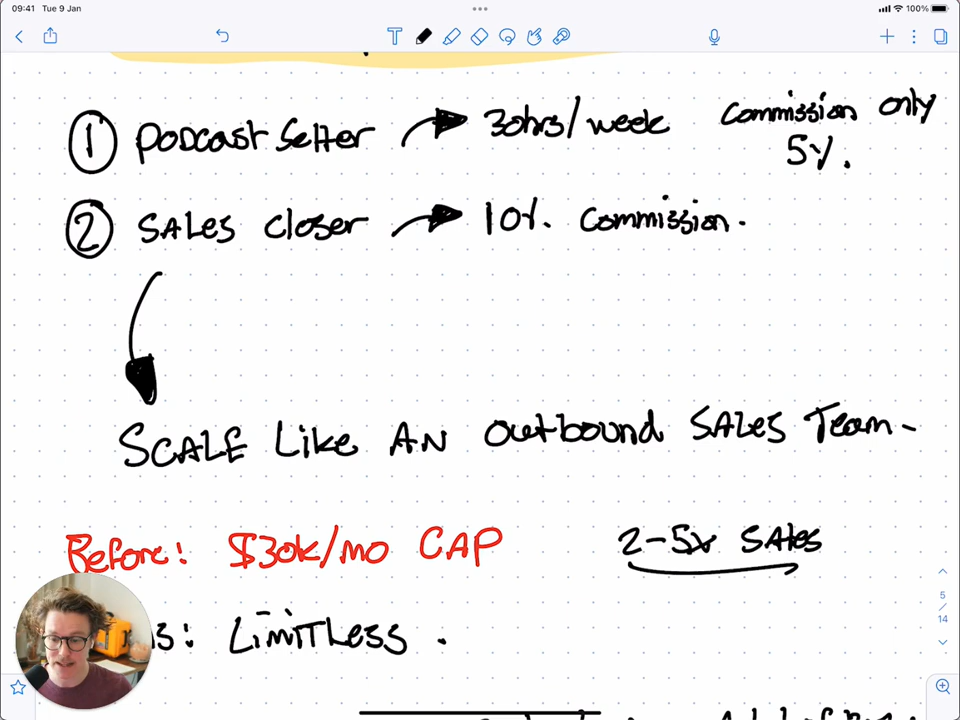 09:41 Tue 9 Jan
100%
1 PODCAST Setter 30hrs/week Commission only
5%.
2 SALes closer 10%. Commission.
SCALE Like AN Outbound SALes Team.
Before: $30k/mo CAP 2-5x SALes
: LimiTLess.
5
/
14